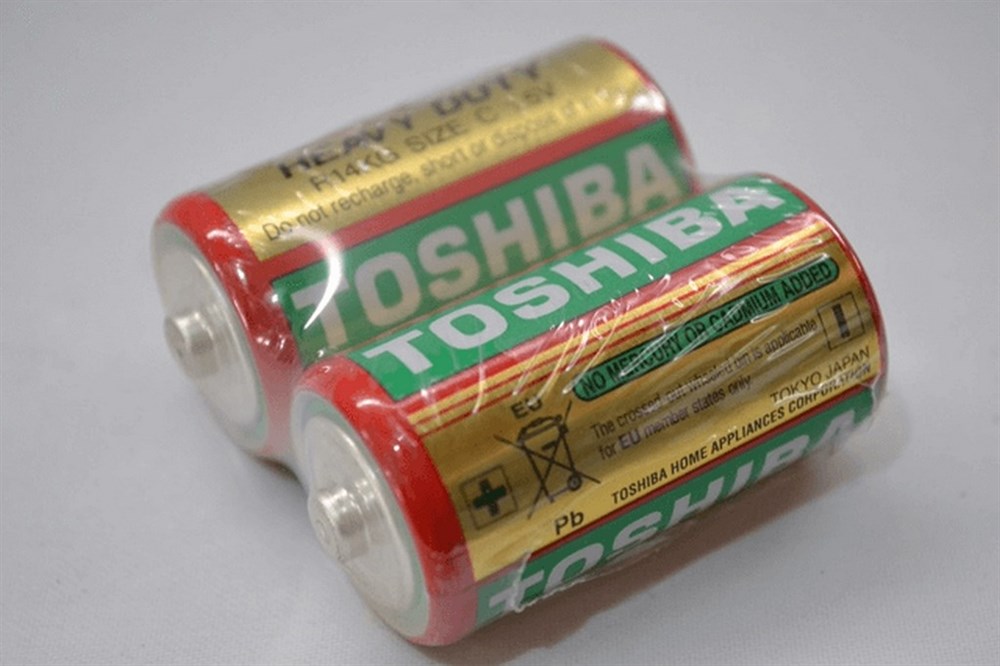 HEAVY DUTY
R14KG SIZE C 1.5V
Do not recharge, short or dispose of in
TOSHIBA
TOSHIBA
NO MERCURY OR CADMIUM ADDED
EU
The crossed out wheeled bin is applicable
for EU member states only
Pb
TOKYO JAPAN
TOSHIBA HOME APPLIANCES CORPORATION
TOSHIBA